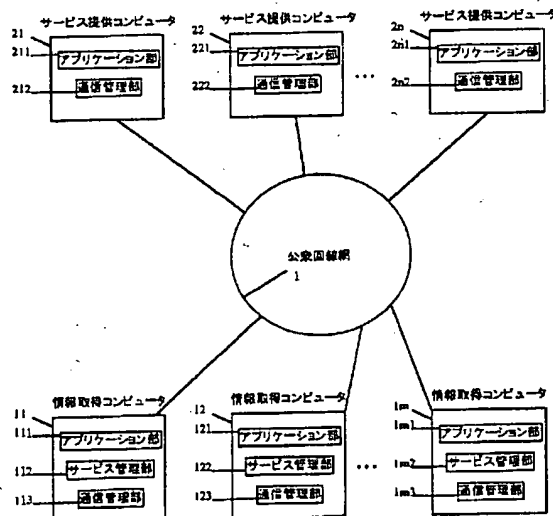 サービス提供コンピュータ
サービス提供コンピュータ
サービス提供コンピュータ
21
22
2n
211
アプリケーション部
221
アプリケーション部
2n1
アプリケーション部
212
通信管理部
222
通信管理部
2n2
通信管理部
...
公衆回線網
1
情報取得コンピュータ
情報取得コンピュータ
情報取得コンピュータ
11
12
1m
111
アプリケーション部
121
アプリケーション部
1m1
アプリケーション部
112
サービス管理部
122
サービス管理部
1m2
サービス管理部
...
113
通信管理部
123
通信管理部
1m3
通信管理部